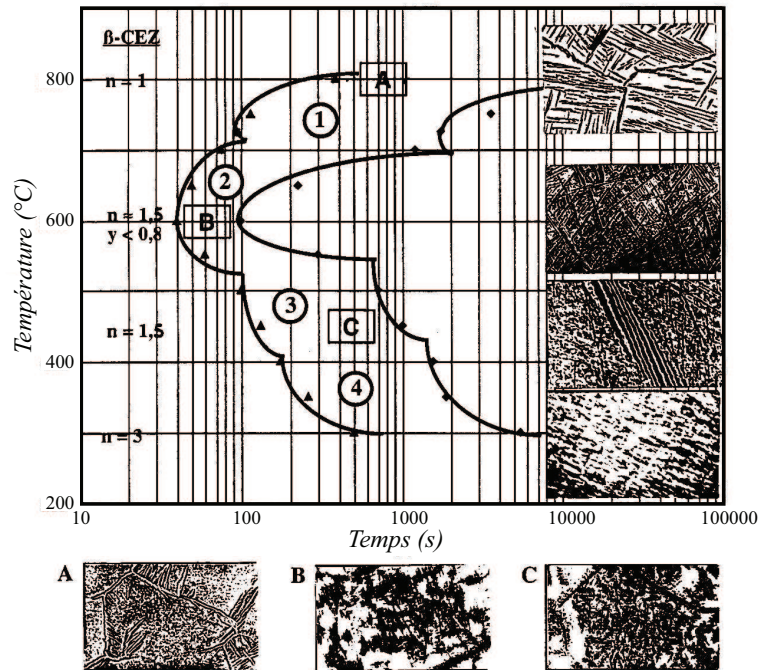 β-CEZ
n = 1
n = 1,5
y < 0,8
n = 1,5
n = 3
A
B
C
1
2
3
4
800
600
400
200
Température (°C)
10
100
1000
10000
100000
Temps (s)
A
B
C